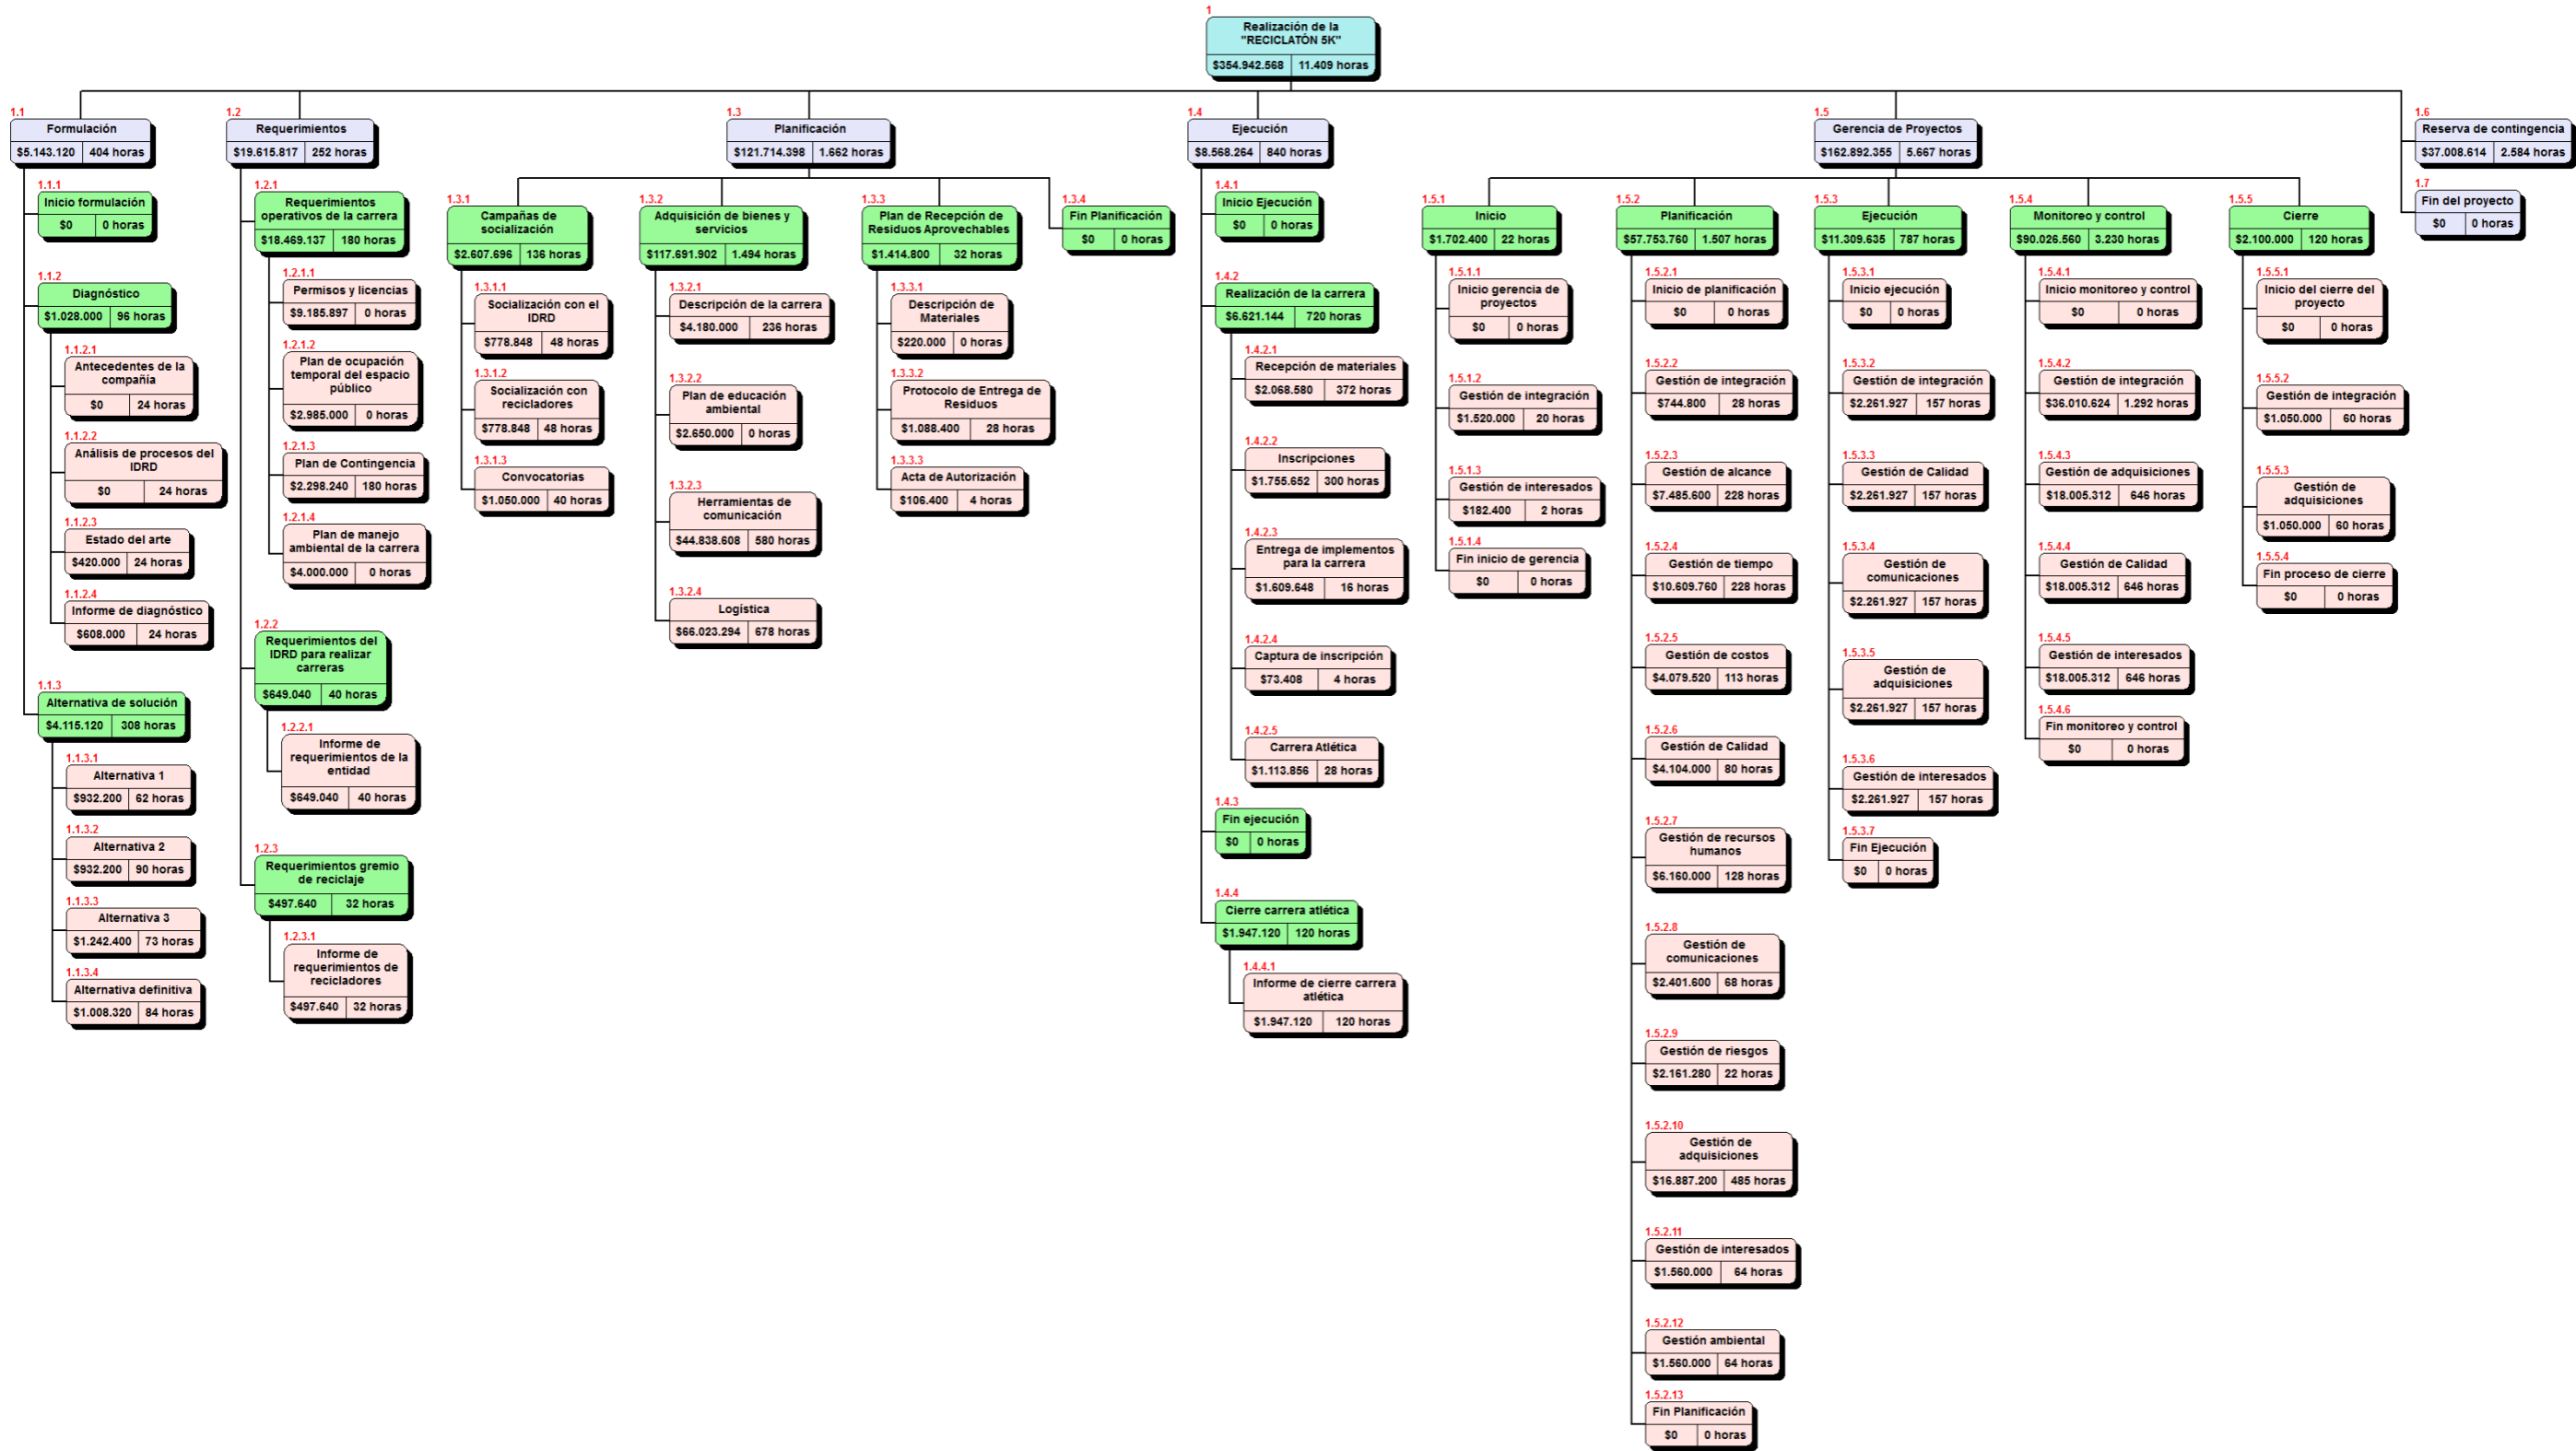 1
Realización de la
"RECICLATÓN 5K"
$354.942.568 11.409 horas
1.1
Formulación
$5.143.120 404 horas
1.1.1
Inicio formulación
$0 0 horas
1.1.2
Diagnóstico
$1.028.000 96 horas
1.1.2.1
Antecedentes de la
compañía
$0 24 horas
1.1.2.2
Análisis de procesos del
IDRD
$0 24 horas
1.1.2.3
Estado del arte
$420.000 24 horas
1.1.2.4
Informe de diagnóstico
$608.000 24 horas
1.1.3
Alternativa de solución
$4.115.120 308 horas
1.1.3.1
Alternativa 1
$932.200 62 horas
1.1.3.2
Alternativa 2
$932.200 90 horas
1.1.3.3
Alternativa 3
$1.242.400 73 horas
1.1.3.4
Alternativa definitiva
$1.008.320 84 horas
1.2
Requerimientos
$19.615.817 252 horas
1.2.1
Requerimientos
operativos de la carrera
$18.469.137 180 horas
1.2.1.1
Permisos y licencias
$9.185.897 0 horas
1.2.1.2
Plan de ocupación
temporal del espacio
público
$2.985.000 0 horas
1.2.1.3
Plan de Contingencia
$2.298.240 180 horas
1.2.1.4
Plan de manejo
ambiental de la carrera
$4.000.000 0 horas
1.2.2
Requerimientos del
IDRD para realizar
carreras
$649.040 40 horas
1.2.2.1
Informe de
requerimientos de la
entidad
$649.040 40 horas
1.2.3
Requerimientos gremio
de reciclaje
$497.640 32 horas
1.2.3.1
Informe de
requerimientos de
recicladores
$497.640 32 horas
1.3
Planificación
$121.714.398 1.662 horas
1.3.1
Campañas de
socialización
$2.607.696 136 horas
1.3.1.1
Socialización con el
IDRD
$778.848 48 horas
1.3.1.2
Socialización con
recicladores
$778.848 48 horas
1.3.1.3
Convocatorias
$1.050.000 40 horas
1.3.2
Adquisición de bienes y
servicios
$117.691.902 1.494 horas
1.3.2.1
Descripción de la carrera
$4.180.000 236 horas
1.3.2.2
Plan de educación
ambiental
$2.650.000 0 horas
1.3.2.3
Herramientas de
comunicación
$44.838.608 580 horas
1.3.2.4
Logística
$66.023.294 678 horas
1.3.3
Plan de Recepción de
Residuos Aprovechables
$1.414.800 32 horas
1.3.3.1
Descripción de
Materiales
$220.000 0 horas
1.3.3.2
Protocolo de Entrega de
Residuos
$1.088.400 28 horas
1.3.3.3
Acta de Autorización
$106.400 4 horas
1.3.4
Fin Planificación
$0 0 horas
1.4
Ejecución
$8.568.264 840 horas
1.4.1
Inicio Ejecución
$0 0 horas
1.4.2
Realización de la carrera
$6.621.144 720 horas
1.4.2.1
Recepción de materiales
$2.068.580 372 horas
1.4.2.2
Inscripciones
$1.755.652 300 horas
1.4.2.3
Entrega de implementos
para la carrera
$1.609.648 16 horas
1.4.2.4
Captura de inscripción
$73.408 4 horas
1.4.2.5
Carrera Atlética
$1.113.856 28 horas
1.4.3
Fin ejecución
$0 0 horas
1.4.4
Cierre carrera atlética
$1.947.120 120 horas
1.4.4.1
Informe de cierre carrera
atlética
$1.947.120 120 horas
1.5
Gerencia de Proyectos
$162.892.355 5.667 horas
1.5.1
Inicio
$1.702.400 22 horas
1.5.1.1
Inicio gerencia de
proyectos
$0 0 horas
1.5.1.2
Gestión de integración
$1.520.000 20 horas
1.5.1.3
Gestión de interesados
$182.400 2 horas
1.5.1.4
Fin inicio de gerencia
$0 0 horas
1.5.2
Planificación
$57.753.760 1.507 horas
1.5.2.1
Inicio de planificación
$0 0 horas
1.5.2.2
Gestión de integración
$744.800 28 horas
1.5.2.3
Gestión de alcance
$7.485.600 228 horas
1.5.2.4
Gestión de tiempo
$10.609.760 228 horas
1.5.2.5
Gestión de costos
$4.079.520 113 horas
1.5.2.6
Gestión de Calidad
$4.104.000 80 horas
1.5.2.7
Gestión de recursos
humanos
$6.160.000 128 horas
1.5.2.8
Gestión de
comunicaciones
$2.401.600 68 horas
1.5.2.9
Gestión de riesgos
$2.161.280 22 horas
1.5.2.10
Gestión de
adquisiciones
$16.887.200 485 horas
1.5.2.11
Gestión de interesados
$1.560.000 64 horas
1.5.2.12
Gestión ambiental
$1.560.000 64 horas
1.5.2.13
Fin Planificación
$0 0 horas
1.5.3
Ejecución
$11.309.635 787 horas
1.5.3.1
Inicio ejecución
$0 0 horas
1.5.3.2
Gestión de integración
$2.261.927 157 horas
1.5.3.3
Gestión de Calidad
$2.261.927 157 horas
1.5.3.4
Gestión de
comunicaciones
$2.261.927 157 horas
1.5.3.5
Gestión de
adquisiciones
$2.261.927 157 horas
1.5.3.6
Gestión de interesados
$2.261.927 157 horas
1.5.3.7
Fin Ejecución
$0 0 horas
1.5.4
Monitoreo y control
$90.026.560 3.230 horas
1.5.4.1
Inicio monitoreo y control
$0 0 horas
1.5.4.2
Gestión de integración
$36.010.624 1.292 horas
1.5.4.3
Gestión de adquisiciones
$18.005.312 646 horas
1.5.4.4
Gestión de Calidad
$18.005.312 646 horas
1.5.4.5
Gestión de interesados
$18.005.312 646 horas
1.5.4.6
Fin monitoreo y control
$0 0 horas
1.5.5
Cierre
$2.100.000 120 horas
1.5.5.1
Inicio del cierre del
proyecto
$0 0 horas
1.5.5.2
Gestión de integración
$1.050.000 60 horas
1.5.5.3
Gestión de
adquisiciones
$1.050.000 60 horas
1.5.5.4
Fin proceso de cierre
$0 0 horas
1.6
Reserva de contingencia
$37.008.614 2.584 horas
1.7
Fin del proyecto
$0 0 horas